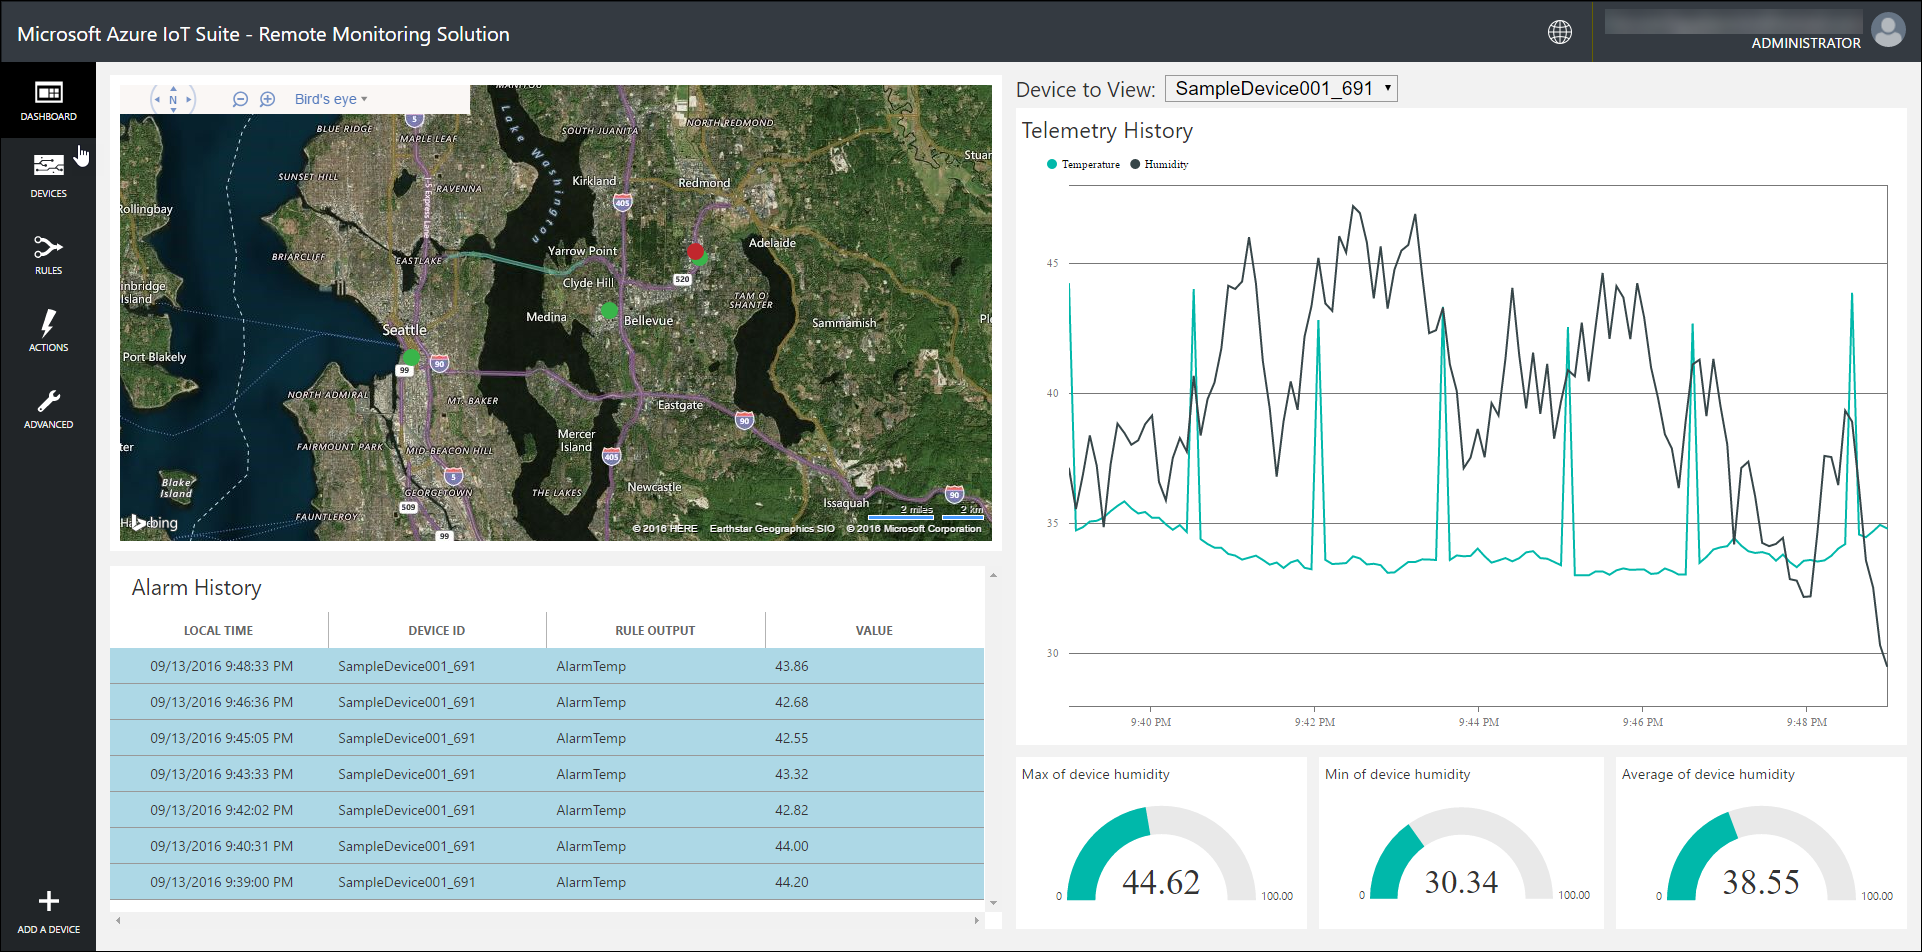 Microsoft Azure IoT Suite - Remote Monitoring Solution
ADMINISTRATOR
DASHBOARD
DEVICES
RULES
ACTIONS
ADVANCED
ADD A DEVICE
N
Bird's eye
BLUE RIDGE
5
MAPLE LEAF
SUNSET HILL
RAVENNA
I-5 Express Lane
Lake Washington
SOUTH JUANITA
NORTH REDMOND
Kirkland
Redmond
405
Rollingbay
BRIARCLIFF
EASTLAKE
Yarrow Point
Adelaide
Clyde Hill
520
TAM O'
SHANTER
Medina
Bellevue
Sammamish
Seattle
Port Blakely
99
90
NORTH ADMIRAL
MT. BAKER
Eastgate
90
Mercer
Island
FAIRMOUNT PARK
MID-BEACON HILL
405
5
Blake
Island
GEORGETOWN
THE LAKES
Newcastle
Issaquah
90
509
FAUNTLEROY
bing
99
2 miles
2 km
© 2016 HERE
Earthstar Geographics SIO
© 2016 Microsoft Corporation
Alarm History
LOCAL TIME DEVICE ID RULE OUTPUT VALUE
09/13/2016 9:48:33 PM SampleDevice001_691 AlarmTemp 43.86
09/13/2016 9:46:36 PM SampleDevice001_691 AlarmTemp 42.68
09/13/2016 9:45:05 PM SampleDevice001_691 AlarmTemp 42.55
09/13/2016 9:43:33 PM SampleDevice001_691 AlarmTemp 43.32
09/13/2016 9:42:02 PM SampleDevice001_691 AlarmTemp 42.82
09/13/2016 9:40:31 PM SampleDevice001_691 AlarmTemp 44.00
09/13/2016 9:39:00 PM SampleDevice001_691 AlarmTemp 44.20
Device to View: SampleDevice001_691
Telemetry History
Temperature Humidity
45
40
35
30
9:40 PM 9:42 PM 9:44 PM 9:46 PM 9:48 PM
Max of device humidity
0 44.62 100.00
Min of device humidity
0 30.34 100.00
Average of device humidity
0 38.55 100.00